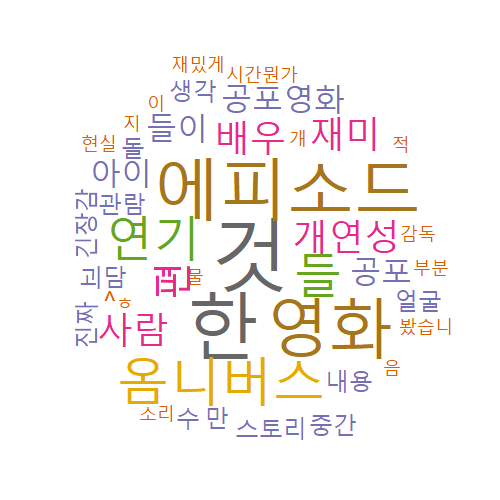 재밌게
시간뭔가
생각
공포영화
이
지
들이
배우
개
재미
적
현실
돌
아이
에피소드
관람
긴장감
연기
것
개연성
감독
들
공포
부분
괴담
편
물
^ㅎ
한
영화
얼굴
진짜
사람
봤습니
옴니버스
내용
음
소리
수
만
스토리
중간